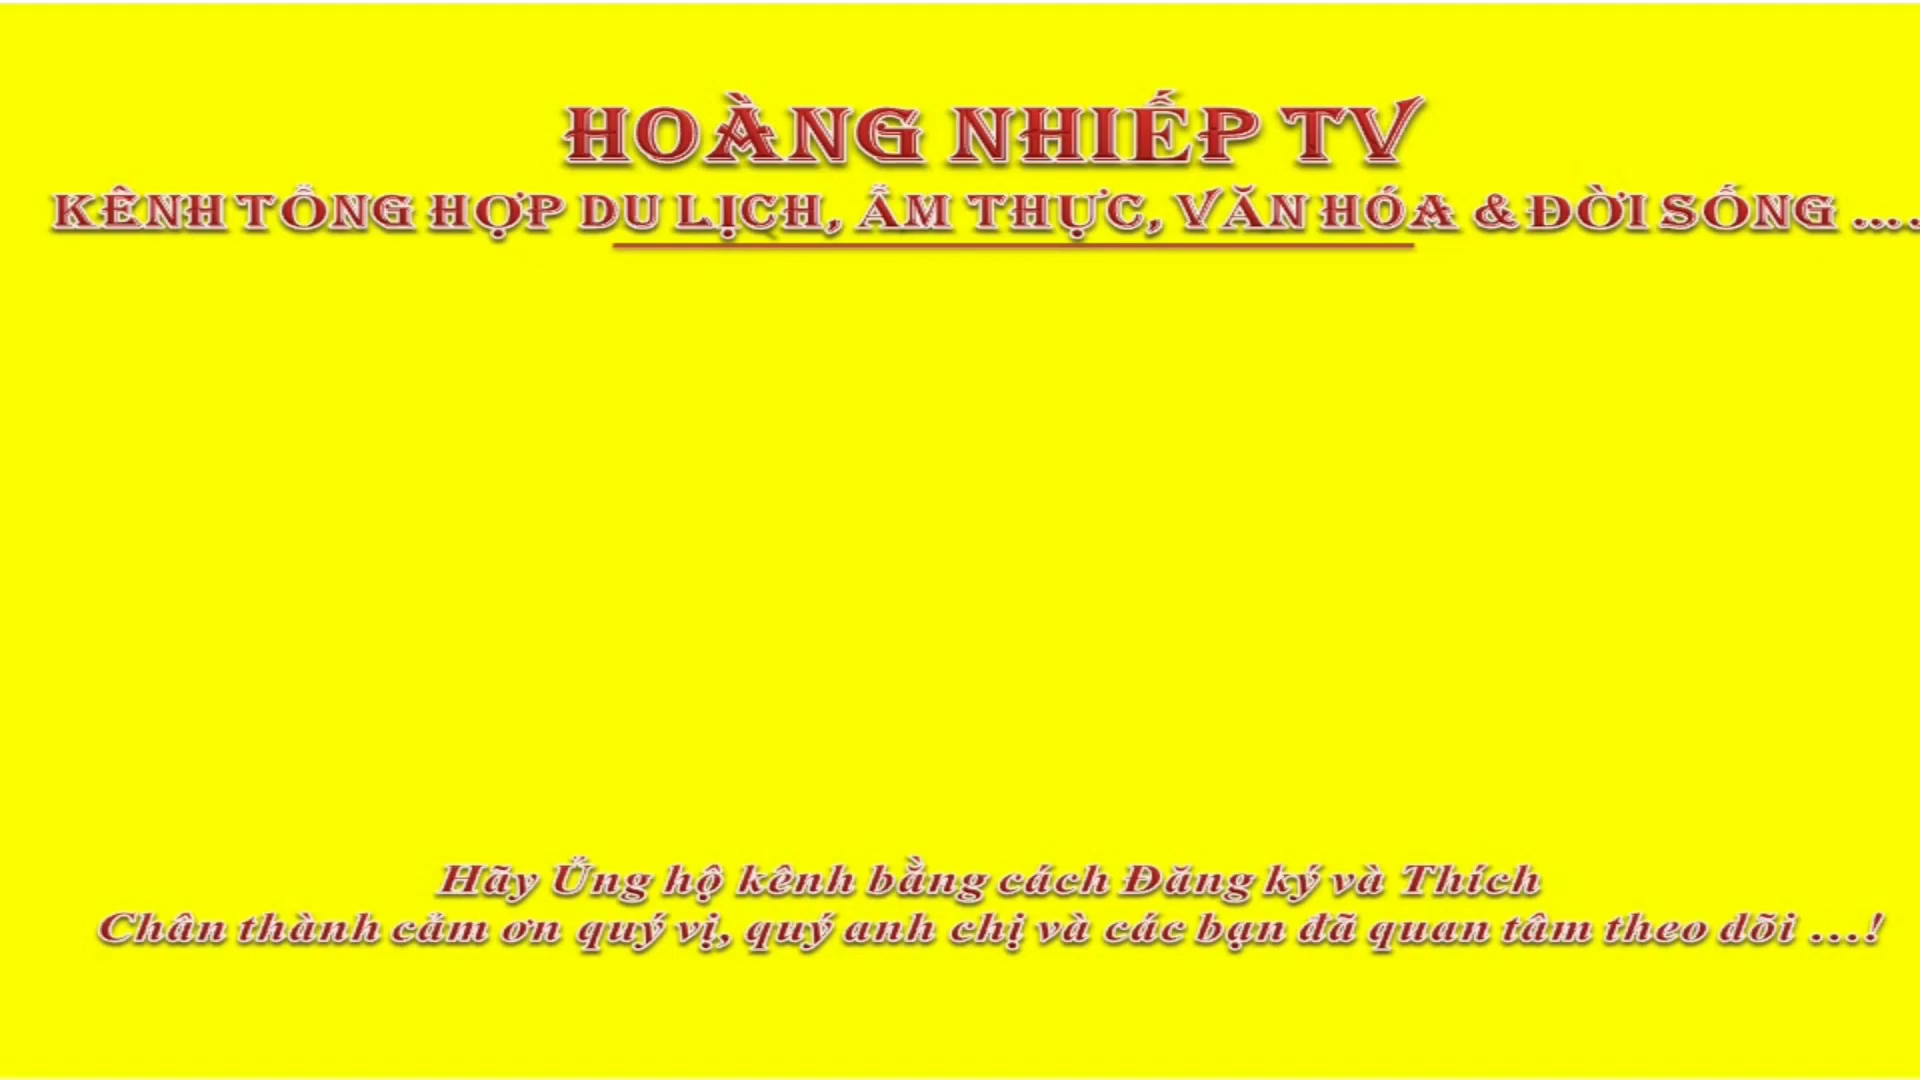 HOÀNG NHIẾP TV
KÊNH TỔNG HỢP DU LỊCH, ẨM THỰC, VĂN HÓA & ĐỜI SỐNG ....
Hãy Ủng hộ kênh bằng cách Đăng ký và Thích
Chân thành cảm ơn quý vị, quý anh chị và các bạn đã quan tâm theo dõi ...!